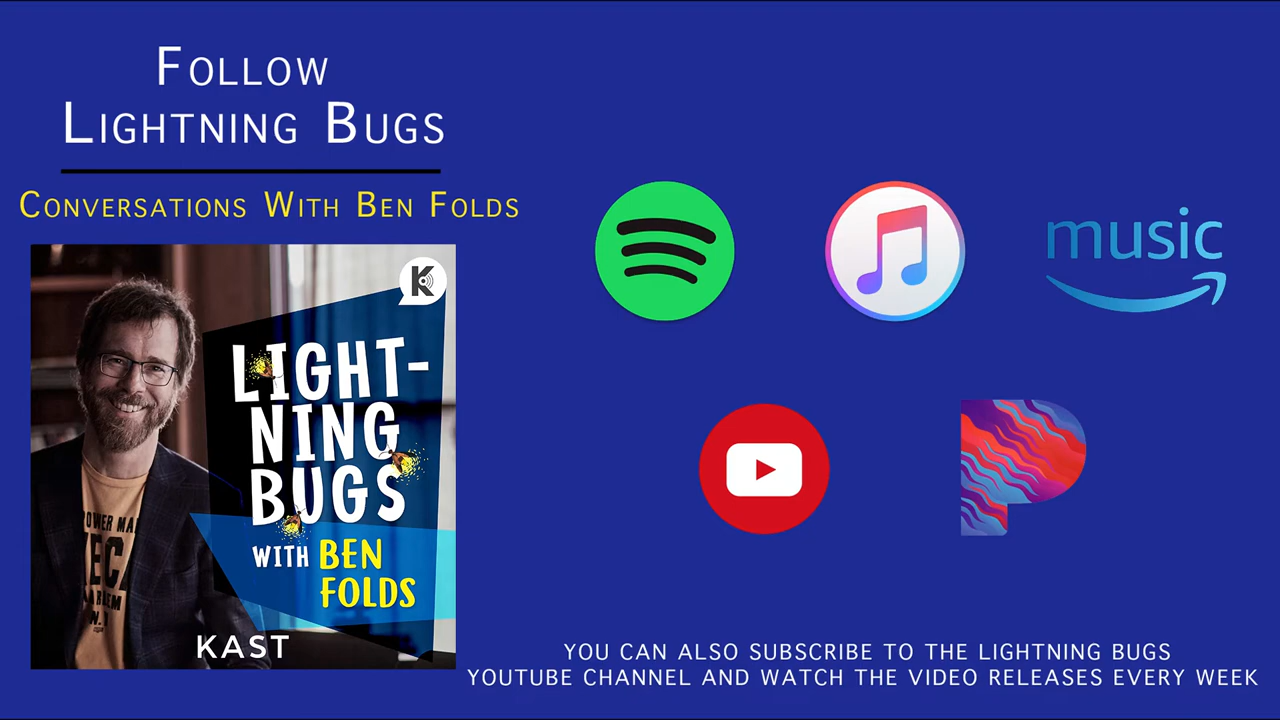 Follow
Lightning Bugs
Conversations With Ben Folds
K
LIGHT-
NING
BUGS
WITH BEN
FOLDS
KAST
music
YOU CAN ALSO SUBSCRIBE TO THE LIGHTNING BUGS
YOUTUBE CHANNEL AND WATCH THE VIDEO RELEASES EVERY WEEK